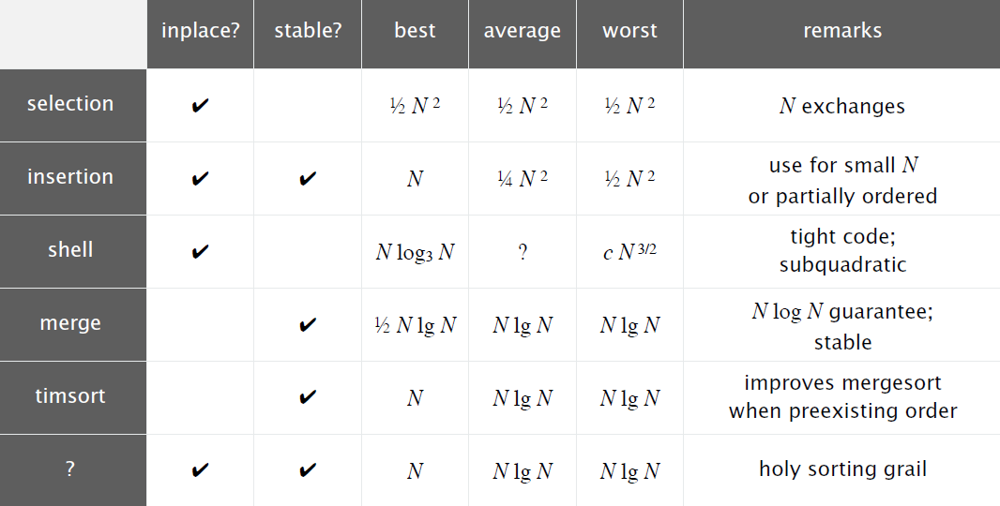 inplace? stable? best average worst remarks
selection ✔ ½ N 2 ½ N 2 ½ N 2 N exchanges
insertion ✔ ✔ N ¼ N 2 ½ N 2 use for small N
or partially ordered
shell ✔ N log3 N ? c N 3/2 tight code;
subquadratic
merge ✔ ½ N lg N N lg N N lg N N log N guarantee;
stable
timsort ✔ N N lg N N lg N improves mergesort
when preexisting order
? ✔ ✔ N N lg N N lg N holy sorting grail